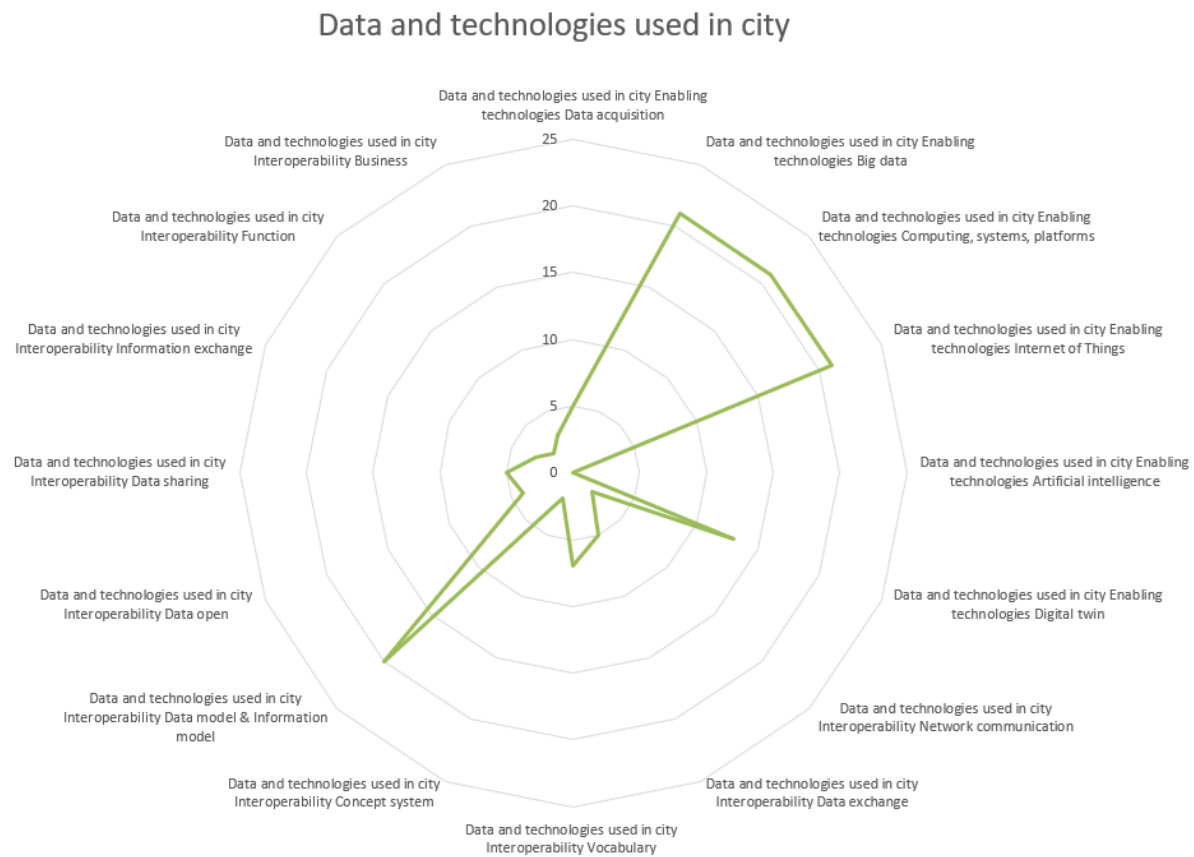 Data and technologies used in city
Data and technologies used in city Enabling
technologies Data acquisition
Data and technologies used in city Enabling
technologies Big data
Data and technologies used in city Enabling
technologies Computing, systems, platforms
Data and technologies used in city Enabling
technologies Internet of Things
Data and technologies used in city Enabling
technologies Artificial intelligence
Data and technologies used in city Enabling
technologies Digital twin
Data and technologies used in city
Interoperability Network communication
Data and technologies used in city
Interoperability Data exchange
Data and technologies used in city
Interoperability Vocabulary
Data and technologies used in city
Interoperability Concept system
Data and technologies used in city
Interoperability Data model & Information
model
Data and technologies used in city
Interoperability Data open
Data and technologies used in city
Interoperability Data sharing
Data and technologies used in city
Interoperability Information exchange
Data and technologies used in city
Interoperability Function
Data and technologies used in city
Interoperability Business
25
20
15
10
5
0